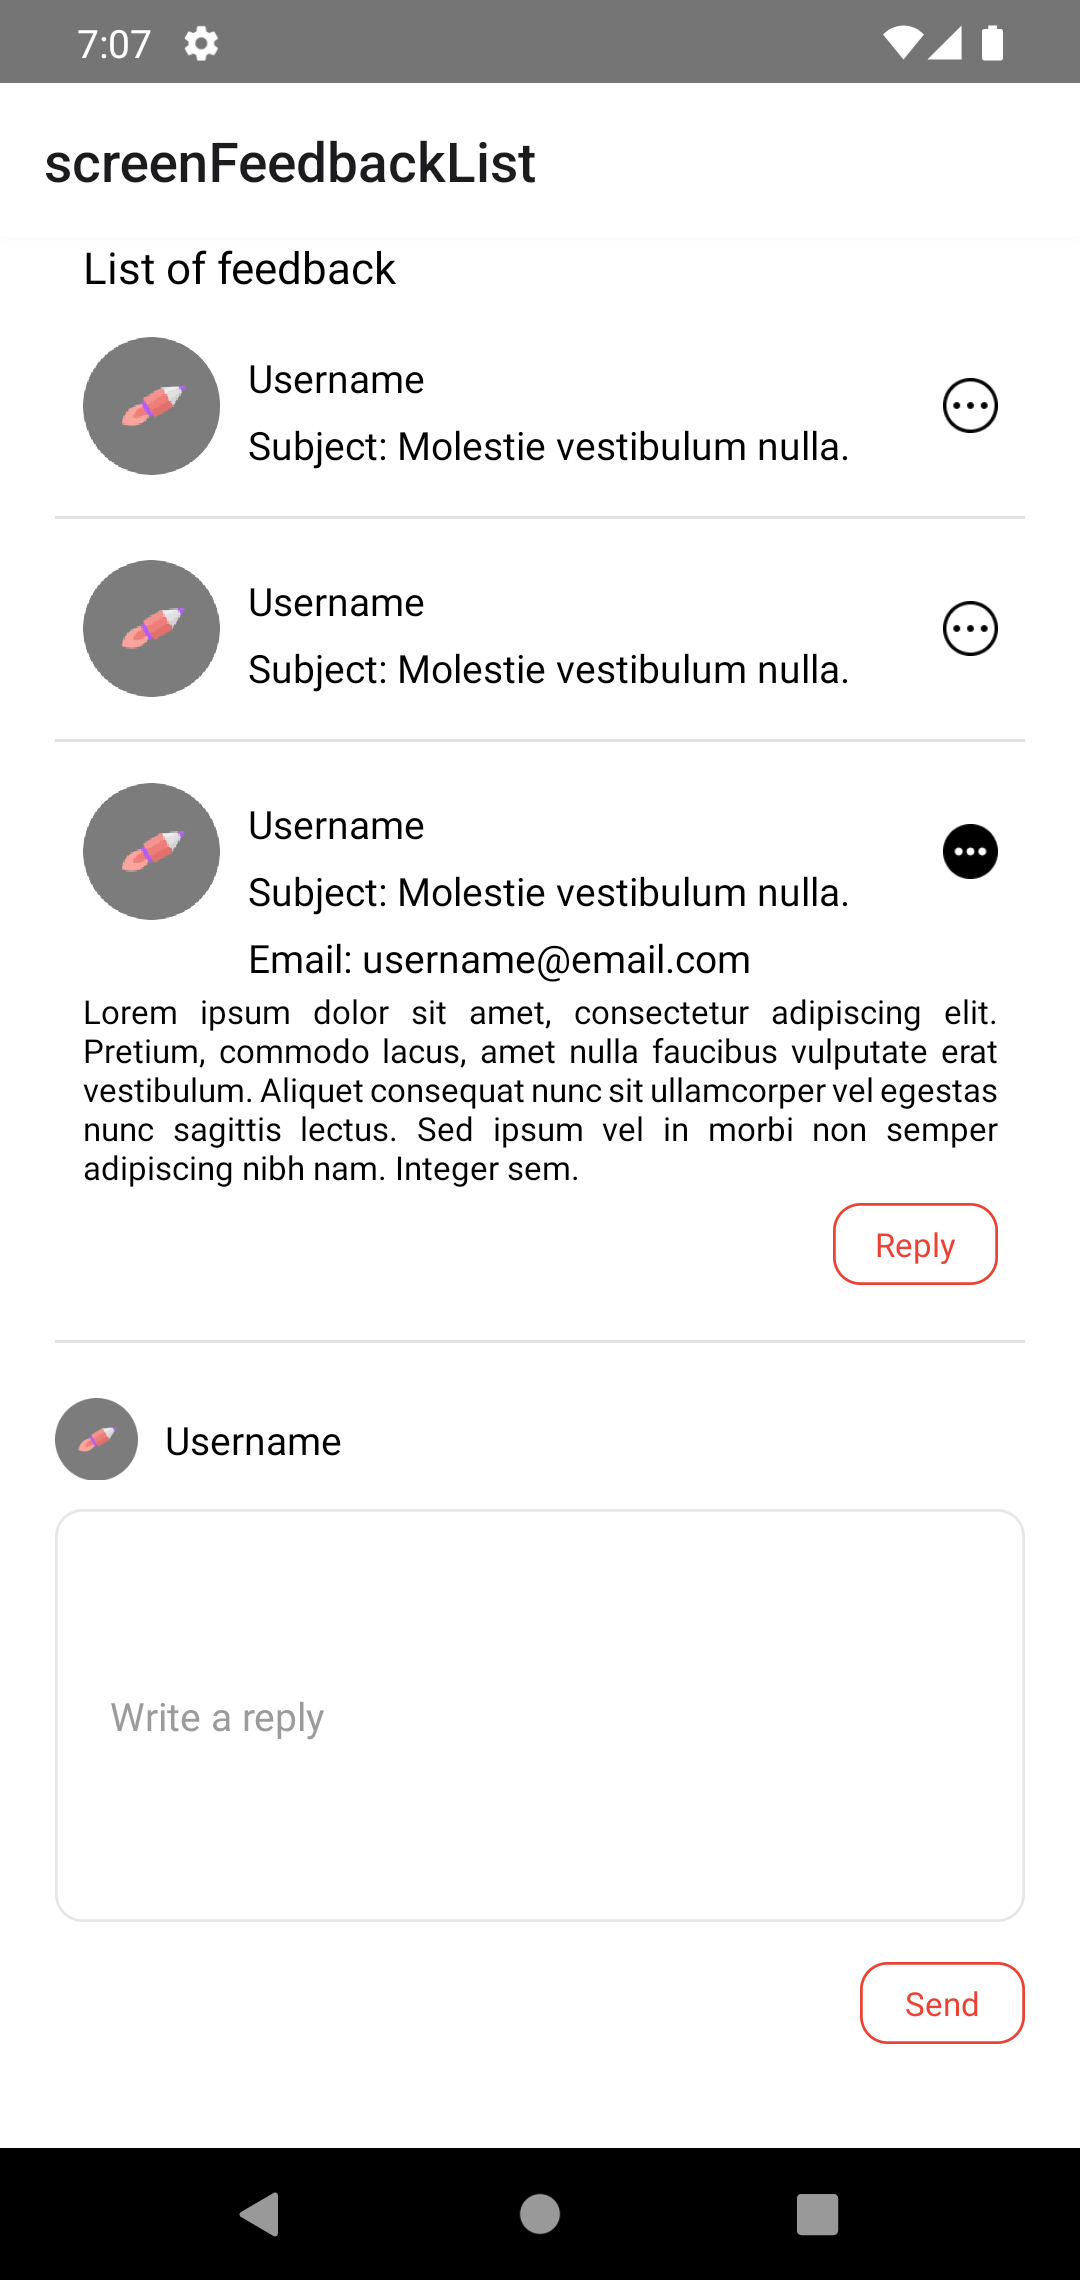 7:07
screenFeedbackList
List of feedback
Username
Subject: Molestie vestibulum nulla.
Username
Subject: Molestie vestibulum nulla.
Username
Subject: Molestie vestibulum nulla.
Email: username@email.com
Lorem ipsum dolor sit amet, consectetur adipiscing elit.
Pretium, commodo lacus, amet nulla faucibus vulputate erat
vestibulum. Aliquet consequat nunc sit ullamcorper vel egestas
nunc sagittis lectus. Sed ipsum vel in morbi non semper
adipiscing nibh nam. Integer sem.
Reply
Username
Write a reply
Send